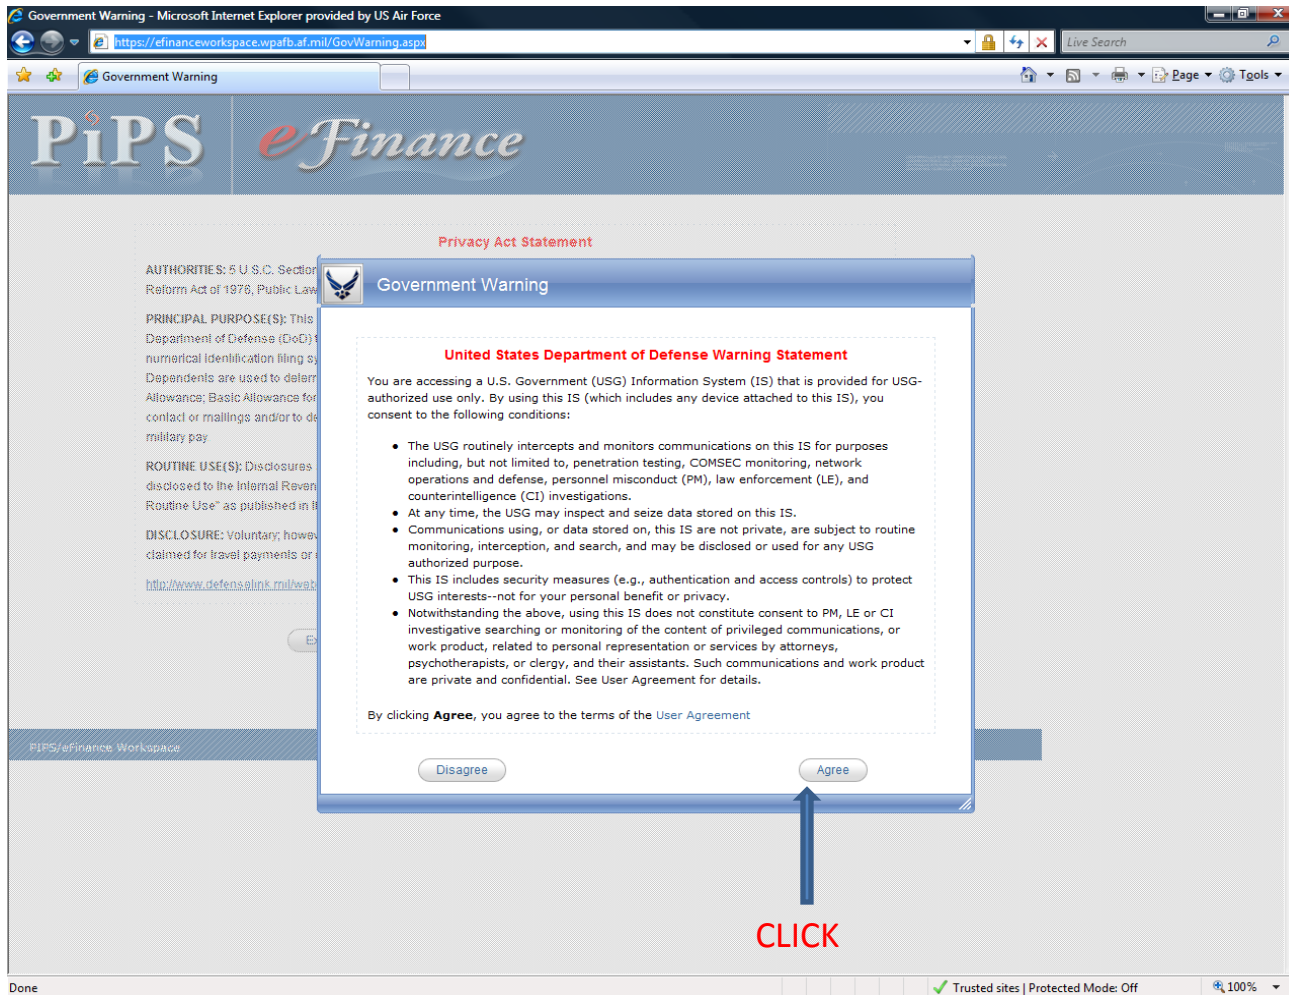 Government Warning - Microsoft Internet Explorer provided by US Air Force
https://efinanceworkspace.wpafb.af.mil/GovWarning.aspx
Live Search
Government Warning
Page
Tools
PiPS eFinance
Privacy Act Statement
AUTHORITIES: 5 U.S.C. Section
Reform Act of 1976, Public Law
PRINCIPAL PURPOSE(S): This
Department of Defense (DoD)
numerical identification filing
Dependents are used to
Allowance; Basic Allowance for
contact or mailings and/or to
military pay
ROUTINE USE(S): Disclosures
disclosed to the Internal
Routine Use" as published in
DISCLOSURE: Voluntary;
claimed for travel payments or
Government Warning
United States Department of Defense Warning Statement
You are accessing a U.S. Government (USG) Information System (IS) that is provided for USG-
authorized use only. By using this IS (which includes any device attached to this IS), you
consent to the following conditions:
● The USG routinely intercepts and monitors communications on this IS for purposes
including, but not limited to, penetration testing, COMSEC monitoring, network
operations and defense, personnel misconduct (PM), law enforcement (LE), and
counterintelligence (CI) investigations.
● At any time, the USG may inspect and seize data stored on this IS.
● Communications using, or data stored on, this IS are not private, are subject to routine
monitoring, interception, and search, and may be disclosed or used for any USG
authorized purpose.
● This IS includes security measures (e.g., authentication and access controls) to protect
USG interests--not for your personal benefit or privacy.
● Notwithstanding the above, using this IS does not constitute consent to PM, LE or CI
investigative searching or monitoring of the content of privileged communications, or
work product, related to personal representation or services by attorneys,
psychotherapists, or clergy, and their assistants. Such communications and work product
are private and confidential. See User Agreement for details.
By clicking Agree, you agree to the terms of the User Agreement
PIPS/eFinance Workspace
Disagree
Agree
CLICK
Done
Trusted sites | Protected Mode: Off
100%